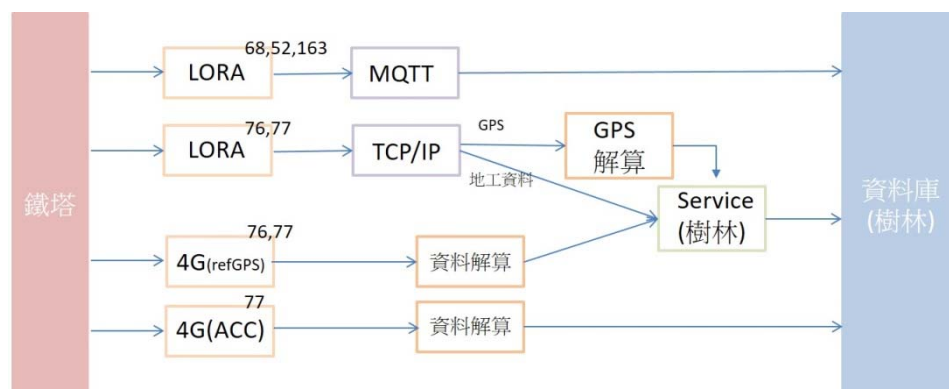 鐵塔
68,52,163
LORA
MQTT
76,77
LORA
TCP/IP
GPS
地工資料
GPS
解算
Service
(樹林)
76,77
4G(refGPS)
資料解算
77
4G(ACC)
資料解算
資料庫
(樹林)